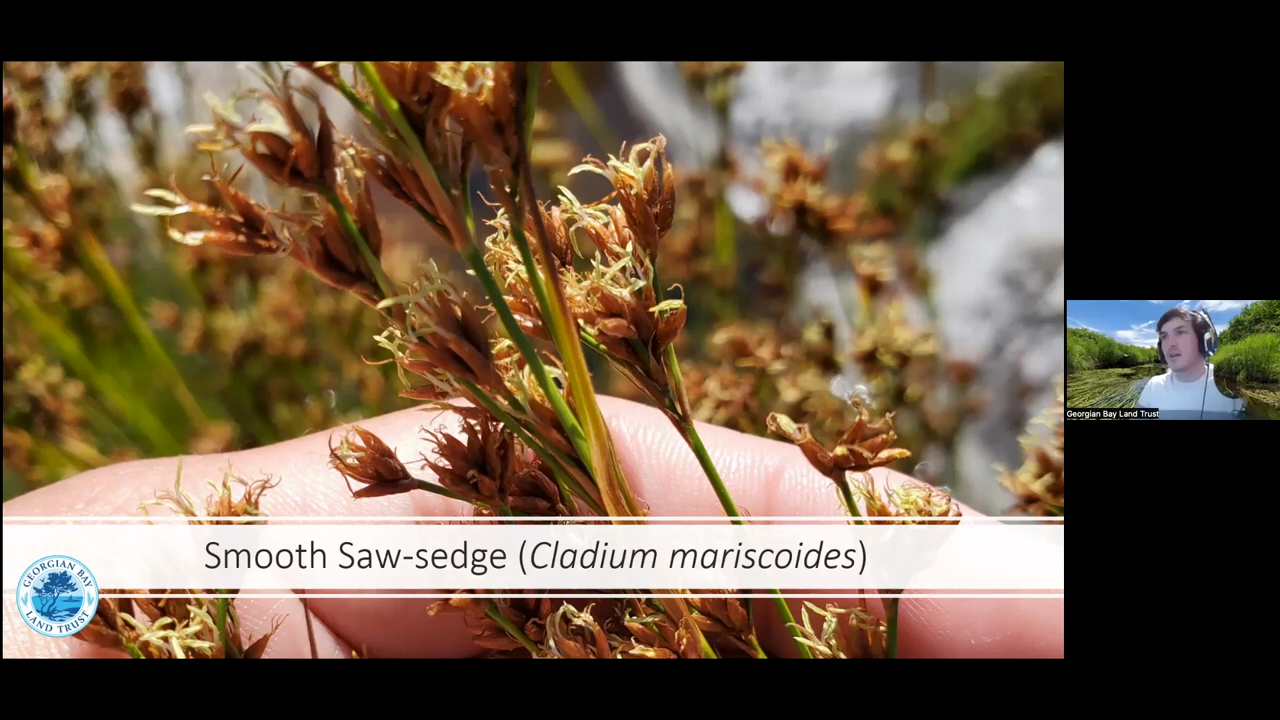 Smooth Saw-sedge (Cladium mariscoides)
GEORGIAN BAY
LAND TRUST
Georgian Bay Land Trust